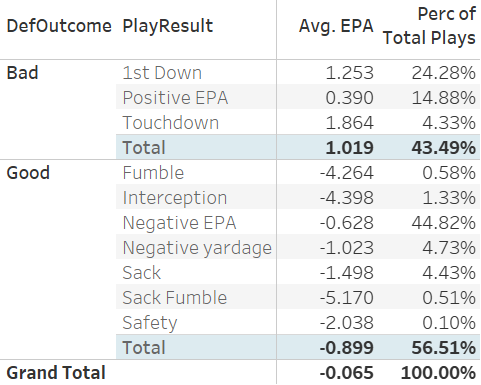 DefOutcome PlayResult Avg. EPA Perc of Total Plays
Bad 1st Down 1.253 24.28%
Positive EPA 0.390 14.88%
Touchdown 1.864 4.33%
Total 1.019 43.49%
Good Fumble -4.264 0.58%
Interception -4.398 1.33%
Negative EPA -0.628 44.82%
Negative yardage -1.023 4.73%
Sack -1.498 4.43%
Sack Fumble -5.170 0.51%
Safety -2.038 0.10%
Total -0.899 56.51%
Grand Total -0.065 100.00%